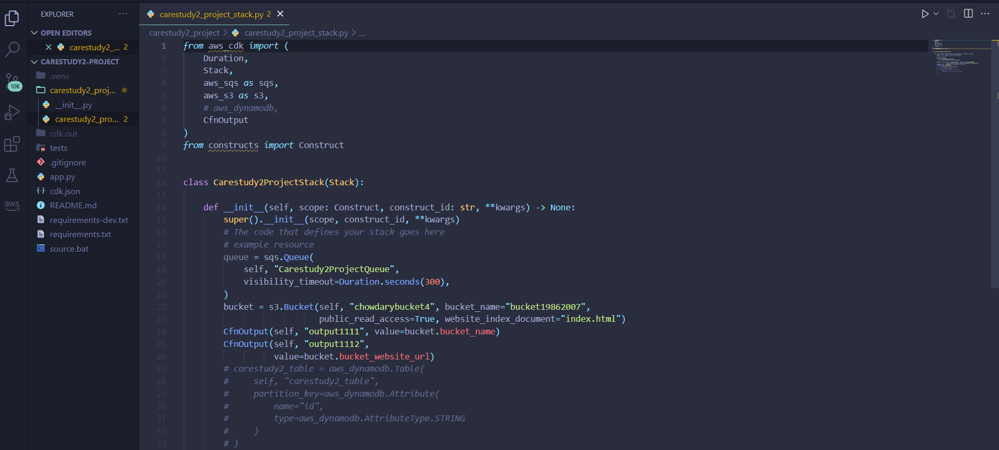 EXPLORER
···
OPEN EDITORS
carestudy2_... 2
CARESTUDY2-PROJECT
.venv
carestudy2_proj...
__init__.py
carestudy2_pro... 2
cdk.out
tests
.gitignore
app.py
cdk.json
README.md
requirements-dev.txt
requirements.txt
source.bat
10K
aws
carestudy2_project_stack.py 2
carestudy2_project > carestudy2_project_stack.py > ...
1 from aws_cdk import (
2 Duration,
3 Stack,
4 aws_sqs as sqs,
5 aws_s3 as s3,
6 # aws_dynamodb,
7 CfnOutput
8 )
9 from constructs import Construct
10
11
12 class Carestudy2ProjectStack(Stack):
13
14 def __init__(self, scope: Construct, construct_id: str, **kwargs) -> None:
15 super().__init__(scope, construct_id, **kwargs)
16 # The code that defines your stack goes here
17 # example resource
18 queue = sqs.Queue(
19 self, "Carestudy2ProjectQueue",
20 visibility_timeout=Duration.seconds(300),
21 )
22 bucket = s3.Bucket(self, "chowdarybucket4", bucket_name="bucket19862007",
23 public_read_access=True, website_index_document="index.html")
24 CfnOutput(self, "output1111", value=bucket.bucket_name)
25 CfnOutput(self, "output1112",
26 value=bucket.bucket_website_url)
27 # carestudy2_table = aws_dynamodb.Table(
28 # self, "carestudy2_table",
29 # partition_key=aws_dynamodb.Attribute(
30 # name="id",
31 # type=aws_dynamodb.AttributeType.STRING
32 # )
33 # )